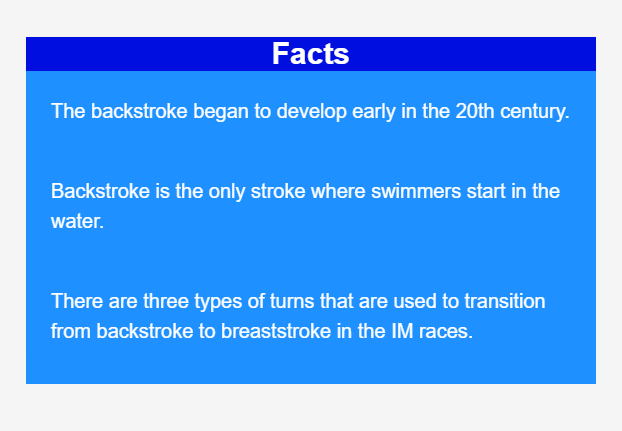 Facts
The backstroke began to develop early in the 20th century.
Backstroke is the only stroke where swimmers start in the
water.
There are three types of turns that are used to transition
from backstroke to breaststroke in the IM races.